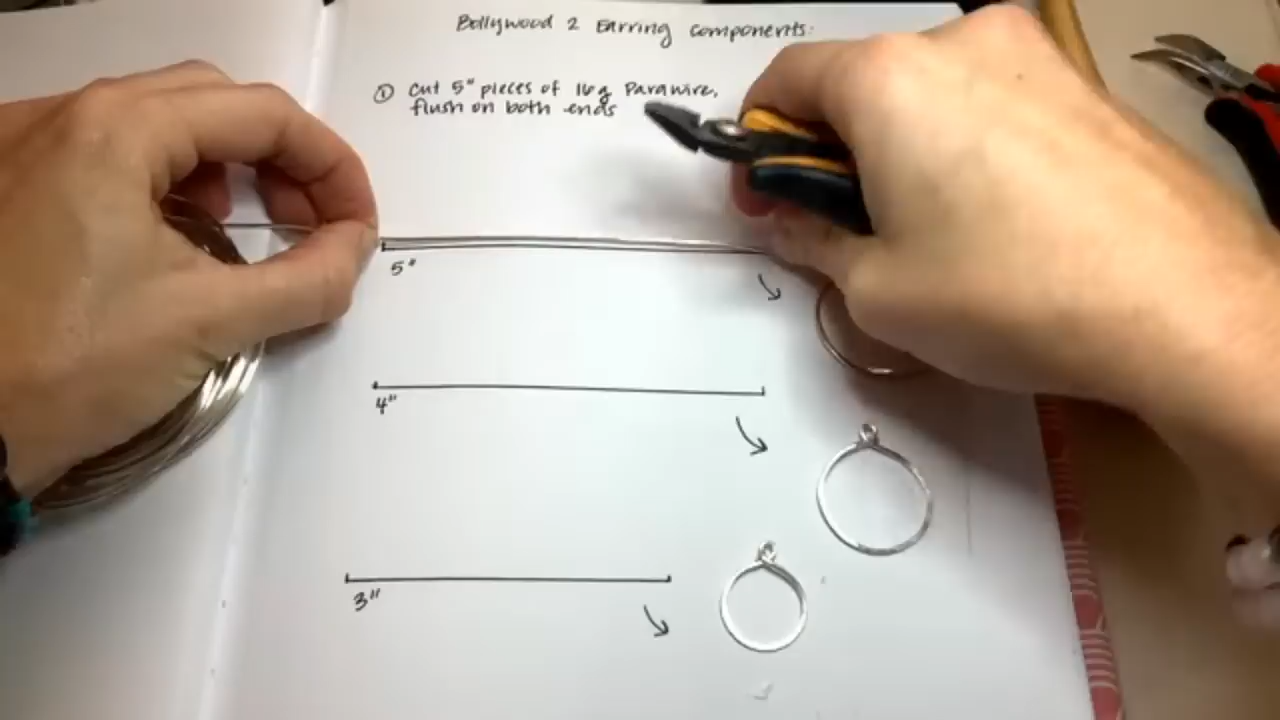 Bollywood 2 Earring Components:
① Cut 5" pieces of 16g Parawire,
flush on both ends
5"
4"
3"